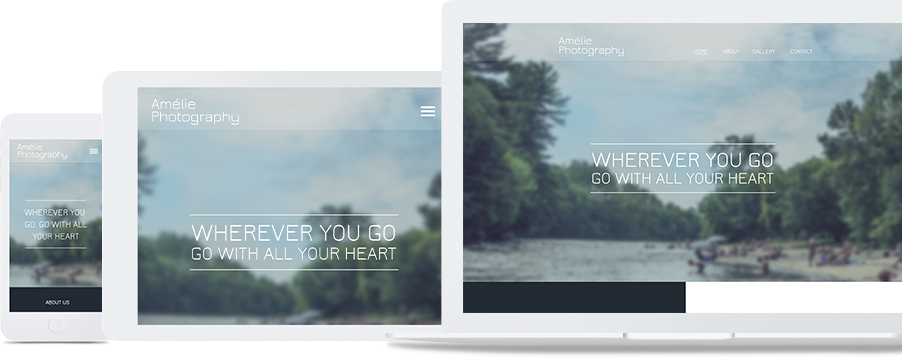 Amélie
Photography
WHEREVER YOU
GO, GO WITH ALL
YOUR HEART
ABOUT US
Amélie
Photography
WHEREVER YOU GO
GO WITH ALL YOUR HEART
Amélie
Photography
HOME ABOUT GALLERY CONTACT
WHEREVER YOU GO
GO WITH ALL YOUR HEART